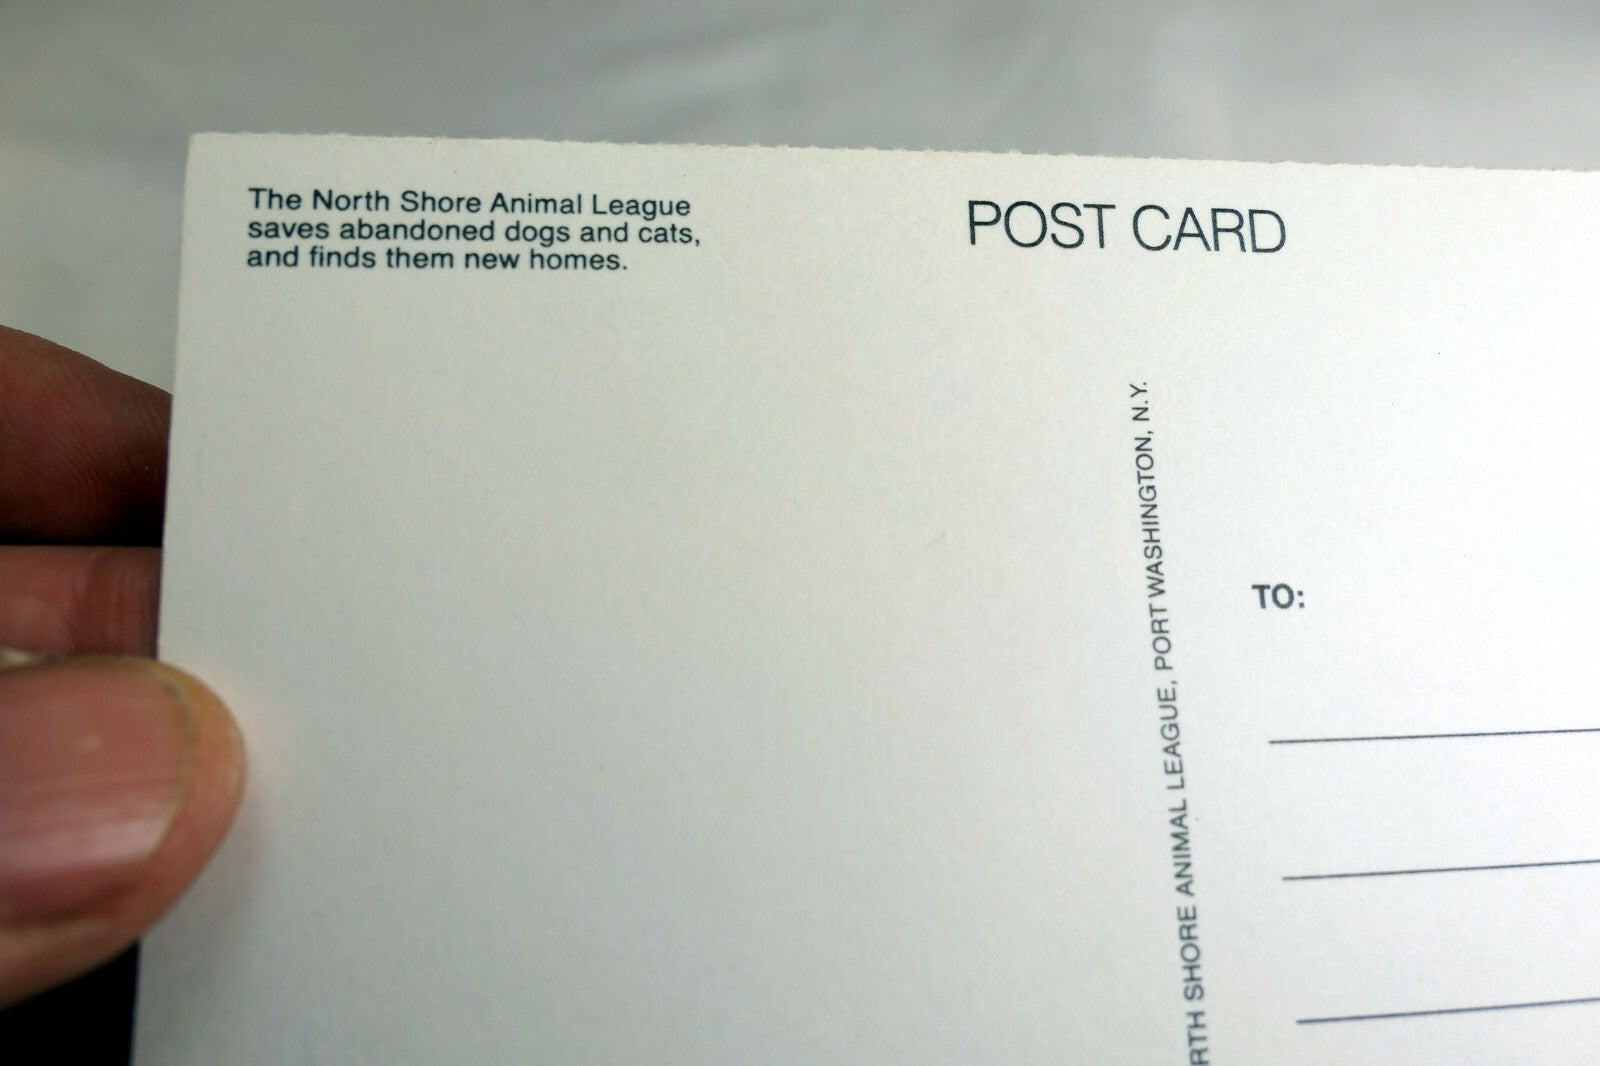 The North Shore Animal League
saves abandoned dogs and cats,
and finds them new homes.
POST CARD
SHORE ANIMAL LEAGUE, PORT WASHINGTON, N.Y.
TO: